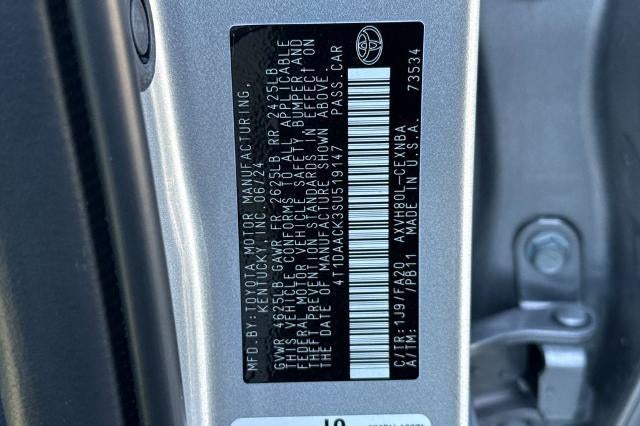 MFD.BY:TOYOTA MOTOR MANUFACTURING,
KENTUCKY, INC. 06/24
GVWR 4625LB GAWR FR 2625LB RR 2425LB
THIS VEHICLE CONFORMS TO ALL APPLICABLE
FEDERAL MOTOR VEHICLE SAFETY, BUMPER AND
THEFT PREVENTION STANDARDS IN EFFECT ON
THE DATE OF MANUFACTURE SHOWN ABOVE.
4T1DAACK3SU519147 PASS.CAR
C/TR:1J9/FA20 AXVH80L-CEXNBA
A/TM: /PB11 MADE IN U.S.A. 73534